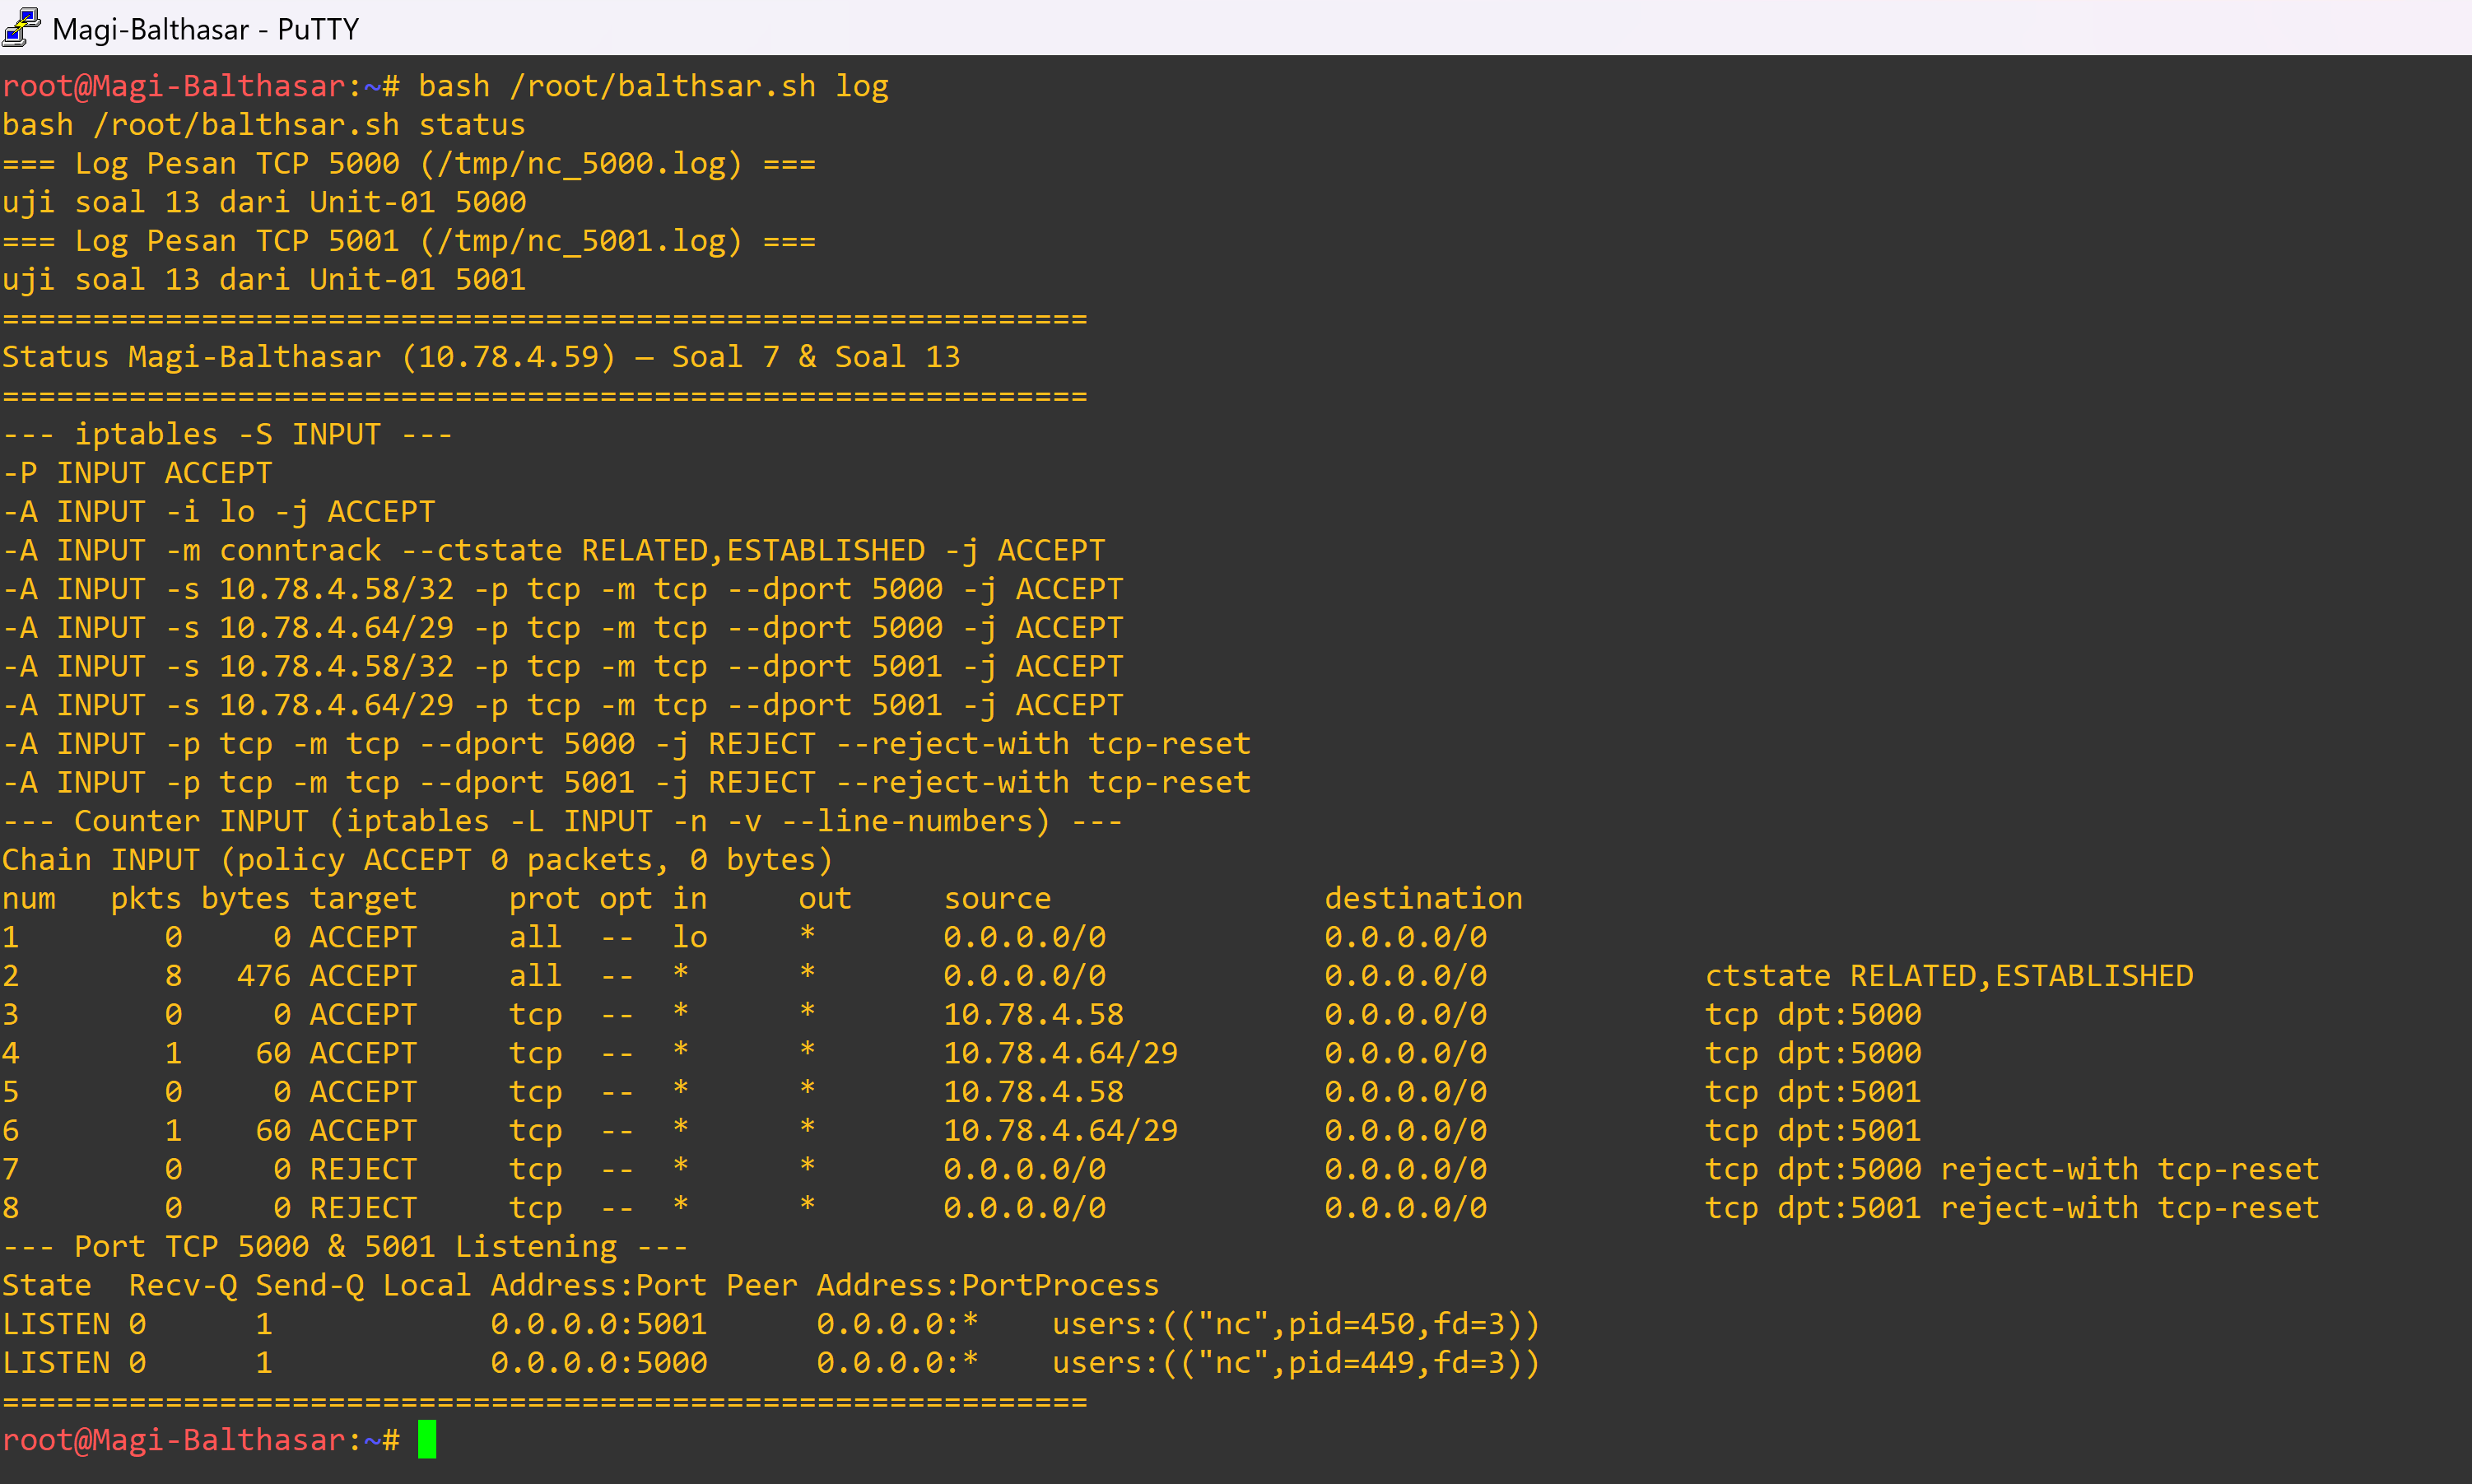 Magi-Balthasar - PuTTY
root@Magi-Balthasar:~# bash /root/balthsar.sh log
bash /root/balthsar.sh status
=== Log Pesan TCP 5000 (/tmp/nc_5000.log) ===
uji soal 13 dari Unit-01 5000
=== Log Pesan TCP 5001 (/tmp/nc_5001.log) ===
uji soal 13 dari Unit-01 5001
============================================================
Status Magi-Balthasar (10.78.4.59) — Soal 7 & Soal 13
============================================================
--- iptables -S INPUT ---
-P INPUT ACCEPT
-A INPUT -i lo -j ACCEPT
-A INPUT -m conntrack --ctstate RELATED,ESTABLISHED -j ACCEPT
-A INPUT -s 10.78.4.58/32 -p tcp -m tcp --dport 5000 -j ACCEPT
-A INPUT -s 10.78.4.64/29 -p tcp -m tcp --dport 5000 -j ACCEPT
-A INPUT -s 10.78.4.58/32 -p tcp -m tcp --dport 5001 -j ACCEPT
-A INPUT -s 10.78.4.64/29 -p tcp -m tcp --dport 5001 -j ACCEPT
-A INPUT -p tcp -m tcp --dport 5000 -j REJECT --reject-with tcp-reset
-A INPUT -p tcp -m tcp --dport 5001 -j REJECT --reject-with tcp-reset
--- Counter INPUT (iptables -L INPUT -n -v --line-numbers) ---
Chain INPUT (policy ACCEPT 0 packets, 0 bytes)
num   pkts bytes target     prot opt in     out     source               destination
1        0     0 ACCEPT     all  --  lo     *       0.0.0.0/0            0.0.0.0/0
2        8   476 ACCEPT     all  --  *      *       0.0.0.0/0            0.0.0.0/0            ctstate RELATED,ESTABLISHED
3        0     0 ACCEPT     tcp  --  *      *       10.78.4.58           0.0.0.0/0            tcp dpt:5000
4        1    60 ACCEPT     tcp  --  *      *       10.78.4.64/29        0.0.0.0/0            tcp dpt:5000
5        0     0 ACCEPT     tcp  --  *      *       10.78.4.58           0.0.0.0/0            tcp dpt:5001
6        1    60 ACCEPT     tcp  --  *      *       10.78.4.64/29        0.0.0.0/0            tcp dpt:5001
7        0     0 REJECT     tcp  --  *      *       0.0.0.0/0            0.0.0.0/0            tcp dpt:5000 reject-with tcp-reset
8        0     0 REJECT     tcp  --  *      *       0.0.0.0/0            0.0.0.0/0            tcp dpt:5001 reject-with tcp-reset
--- Port TCP 5000 & 5001 Listening ---
State  Recv-Q Send-Q Local Address:Port Peer Address:PortProcess
LISTEN 0      1            0.0.0.0:5001      0.0.0.0:*    users:(("nc",pid=450,fd=3))
LISTEN 0      1            0.0.0.0:5000      0.0.0.0:*    users:(("nc",pid=449,fd=3))
============================================================
root@Magi-Balthasar:~#